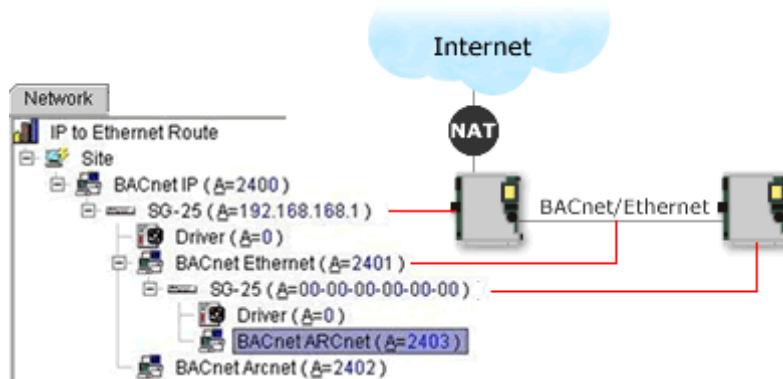 Internet
Network
NAT
IP to Ethernet Route
Site
BACnet IP (A=2400)
SG-25 (A=192.168.168.1)
BACnet/Ethernet
Driver (A=0)
BACnet Ethernet (A=2401)
SG-25 (A=00-00-00-00-00-00)
Driver (A=0)
BACnet ARCnet (A=2403)
BACnet Arcnet (A=2402)